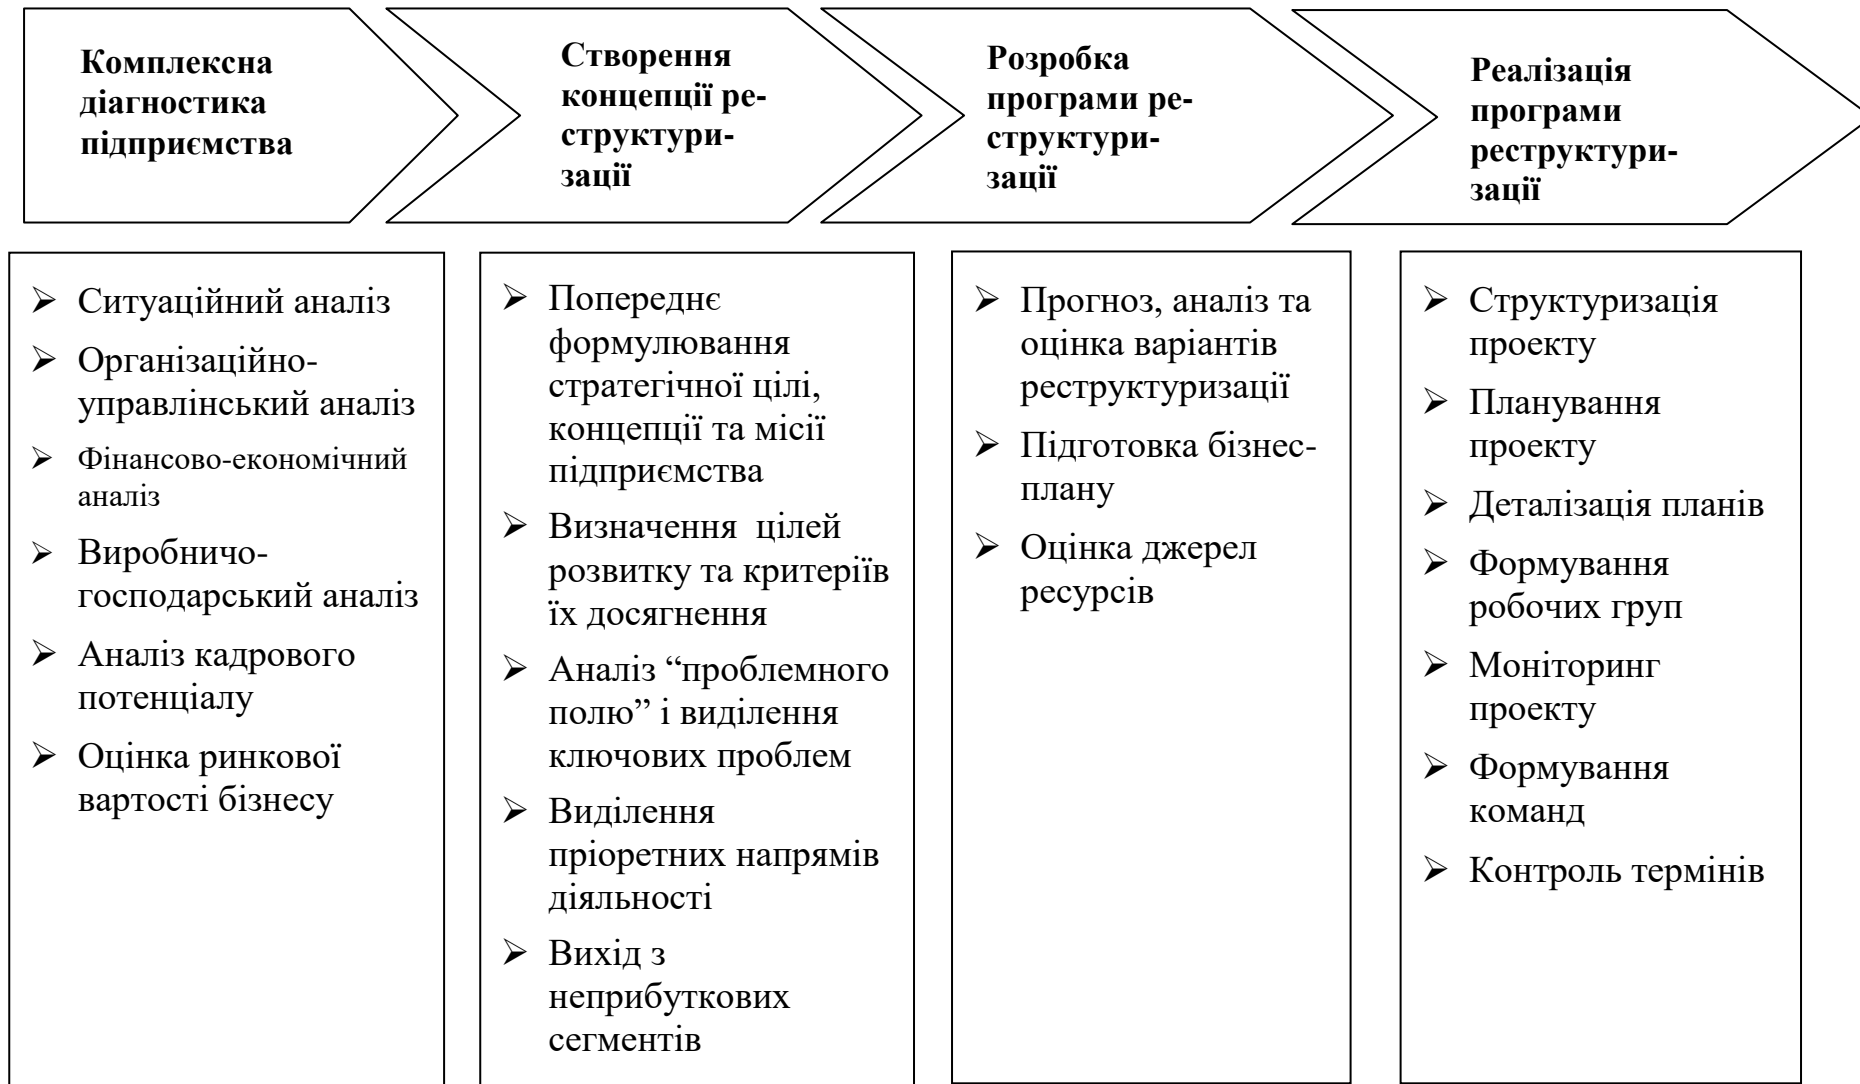 Комплексна
діагностика
підприємства
Створення
концепції ре-
структури-
зації
Розробка
програми ре-
структури-
зації
Реалізація
програми
реструктури-
зації
➢ Ситуаційний аналіз
➢ Організаційно-
управлінський аналіз
➢ Фінансово-економічний
аналіз
➢ Виробничо-
господарський аналіз
➢ Аналіз кадрового
потенціалу
➢ Оцінка ринкової
вартості бізнесу
➢ Попереднє
формулювання
стратегічної цілі,
концепції та місії
підприємства
➢ Визначення цілей
розвитку та критеріїв
їх досягнення
➢ Аналіз “проблемного
полю” і виділення
ключових проблем
➢ Виділення
пріоретних напрямів
діяльності
➢ Вихід з
неприбуткових
сегментів
➢ Прогноз, аналіз та
оцінка варіантів
реструктуризації
➢ Підготовка бізнес-
плану
➢ Оцінка джерел
ресурсів
➢ Структуризація
проекту
➢ Планування
проекту
➢ Деталізація планів
➢ Формування
робочих груп
➢ Моніторинг
проекту
➢ Формування
команд
➢ Контроль термінів